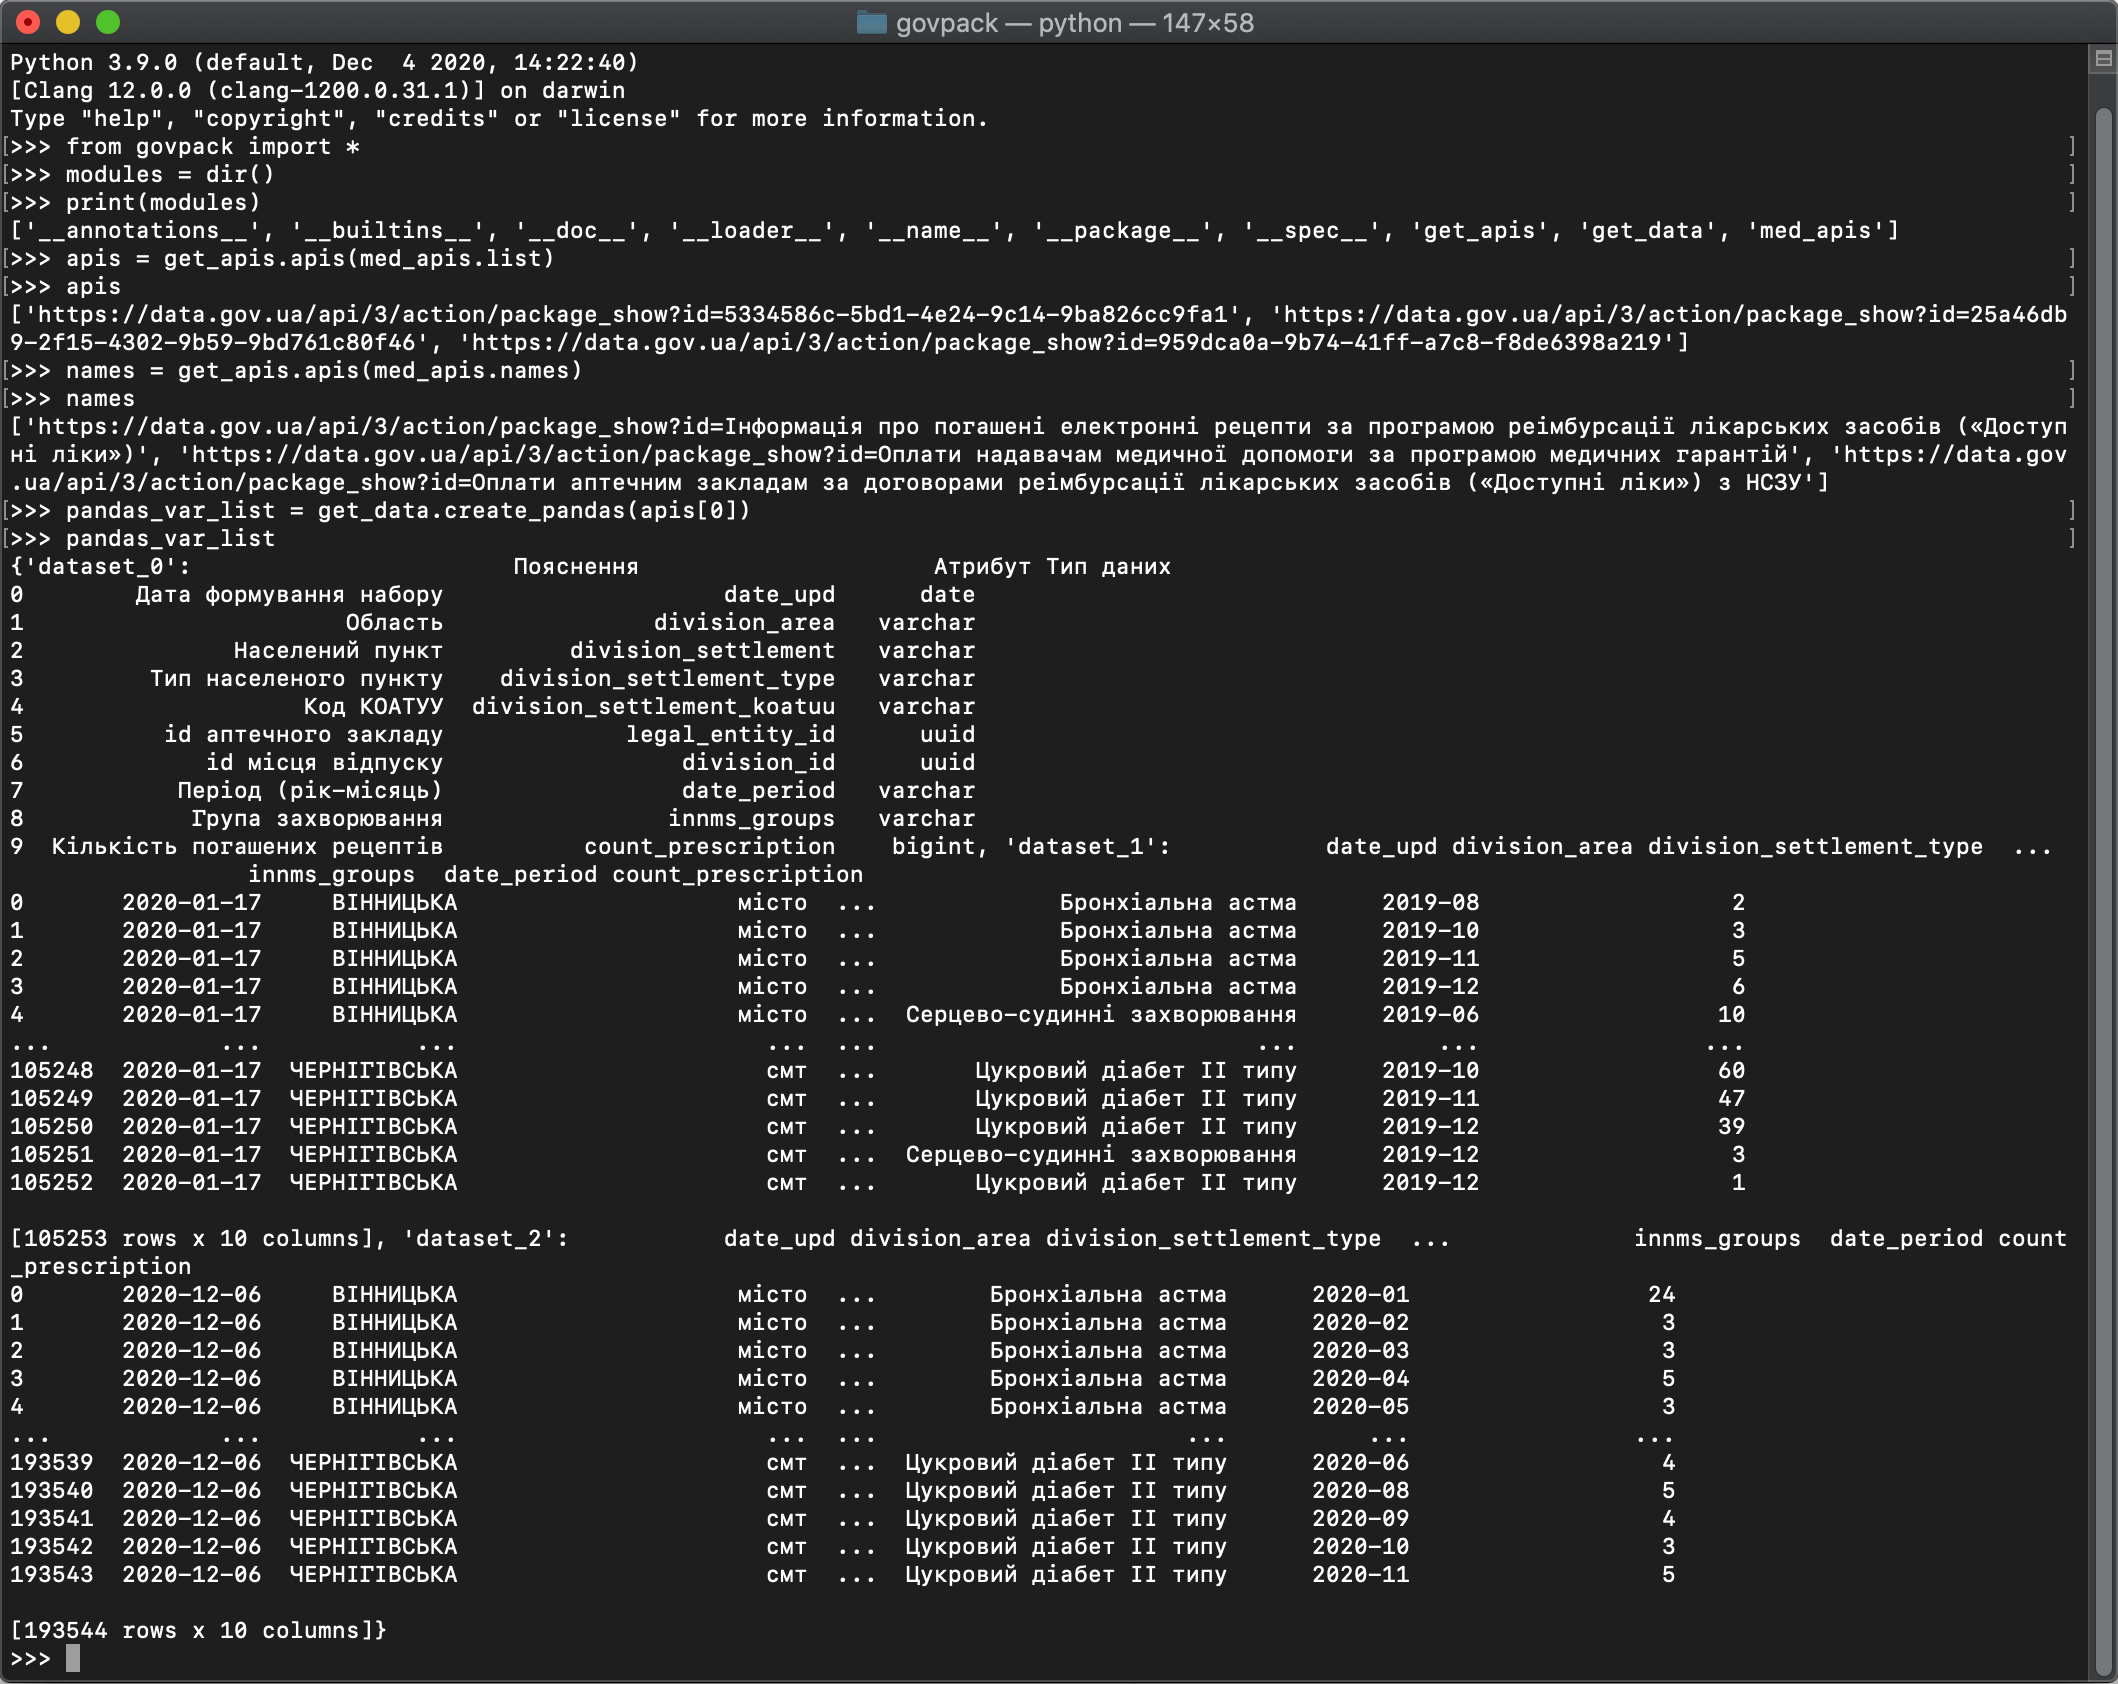 govpack — python — 147×58
Python 3.9.0 (default, Dec  4 2020, 14:22:40)
[Clang 12.0.0 (clang-1200.0.31.1)] on darwin
Type "help", "copyright", "credits" or "license" for more information.
[>>> from govpack import * ]
[>>> modules = dir() ]
[>>> print(modules) ]
['__annotations__', '__builtins__', '__doc__', '__loader__', '__name__', '__package__', '__spec__', 'get_apis', 'get_data', 'med_apis']
[>>> apis = get_apis.apis(med_apis.list) ]
[>>> apis ]
['https://data.gov.ua/api/3/action/package_show?id=5334586c-5bd1-4e24-9c14-9ba826cc9fa1', 'https://data.gov.ua/api/3/action/package_show?id=25a46db
9-2f15-4302-9b59-9bd761c80f46', 'https://data.gov.ua/api/3/action/package_show?id=959dca0a-9b74-41ff-a7c8-f8de6398a219']
[>>> names = get_apis.apis(med_apis.names) ]
[>>> names ]
['https://data.gov.ua/api/3/action/package_show?id=Інформація про погашені електронні рецепти за програмою реімбурсації лікарських засобів («Доступ
ні ліки»)', 'https://data.gov.ua/api/3/action/package_show?id=Оплати надавачам медичної допомоги за програмою медичних гарантій', 'https://data.gov
.ua/api/3/action/package_show?id=Оплати аптечним закладам за договорами реімбурсації лікарських засобів («Доступні ліки») з НСЗУ']
[>>> pandas_var_list = get_data.create_pandas(apis[0]) ]
[>>> pandas_var_list ]
{'dataset_0': Пояснення Атрибут Тип даних
0 Дата формування набору date_upd date
1 Область division_area varchar
2 Населений пункт division_settlement varchar
3 Тип населеного пункту division_settlement_type varchar
4 Код КОАТУУ division_settlement_koatuu varchar
5 id аптечного закладу legal_entity_id uuid
6 id місця відпуску division_id uuid
7 Період (рік-місяць) date_period varchar
8 Група захворювання innms_groups varchar
9 Кількість погашених рецептів count_prescription bigint, 'dataset_1': date_upd division_area division_settlement_type ...
innms_groups date_period count_prescription
0 2020-01-17 ВІННИЦЬКА місто ... Бронхіальна астма 2019-08 2
1 2020-01-17 ВІННИЦЬКА місто ... Бронхіальна астма 2019-10 3
2 2020-01-17 ВІННИЦЬКА місто ... Бронхіальна астма 2019-11 5
3 2020-01-17 ВІННИЦЬКА місто ... Бронхіальна астма 2019-12 6
4 2020-01-17 ВІННИЦЬКА місто ... Серцево-судинні захворювання 2019-06 10
... ... ... ... ... ... ... ...
105248 2020-01-17 ЧЕРНІГІВСЬКА смт ... Цукровий діабет II типу 2019-10 60
105249 2020-01-17 ЧЕРНІГІВСЬКА смт ... Цукровий діабет II типу 2019-11 47
105250 2020-01-17 ЧЕРНІГІВСЬКА смт ... Цукровий діабет II типу 2019-12 39
105251 2020-01-17 ЧЕРНІГІВСЬКА смт ... Серцево-судинні захворювання 2019-12 3
105252 2020-01-17 ЧЕРНІГІВСЬКА смт ... Цукровий діабет II типу 2019-12 1
[105253 rows x 10 columns], 'dataset_2': date_upd division_area division_settlement_type ... innms_groups date_period count
_prescription
0 2020-12-06 ВІННИЦЬКА місто ... Бронхіальна астма 2020-01 24
1 2020-12-06 ВІННИЦЬКА місто ... Бронхіальна астма 2020-02 3
2 2020-12-06 ВІННИЦЬКА місто ... Бронхіальна астма 2020-03 3
3 2020-12-06 ВІННИЦЬКА місто ... Бронхіальна астма 2020-04 5
4 2020-12-06 ВІННИЦЬКА місто ... Бронхіальна астма 2020-05 3
... ... ... ... ... ... ... ...
193539 2020-12-06 ЧЕРНІГІВСЬКА смт ... Цукровий діабет II типу 2020-06 4
193540 2020-12-06 ЧЕРНІГІВСЬКА смт ... Цукровий діабет II типу 2020-08 5
193541 2020-12-06 ЧЕРНІГІВСЬКА смт ... Цукровий діабет II типу 2020-09 4
193542 2020-12-06 ЧЕРНІГІВСЬКА смт ... Цукровий діабет II типу 2020-10 3
193543 2020-12-06 ЧЕРНІГІВСЬКА смт ... Цукровий діабет II типу 2020-11 5
[193544 rows x 10 columns]}
>>>